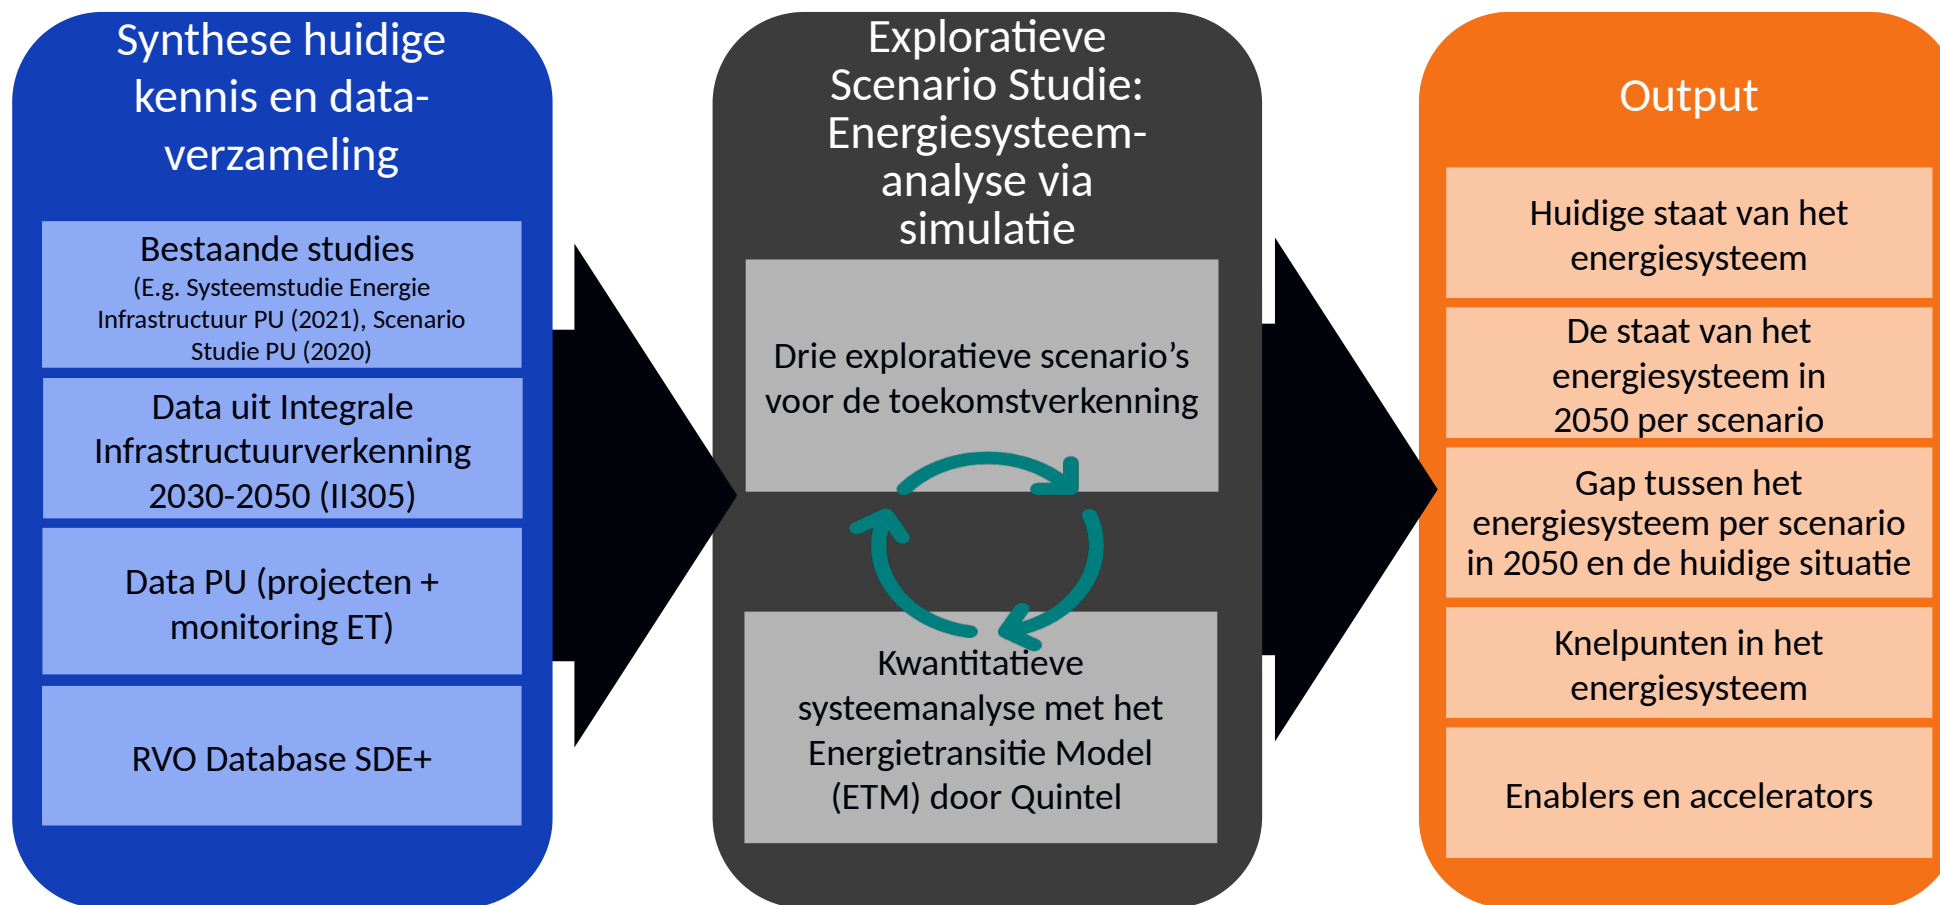 Synthese huidige
kennis en data-
verzameling
Bestaande studies
(E.g. Systeemstudie Energie
Infrastructuur PU (2021), Scenario
Studie PU (2020)
Data uit Integrale
Infrastructuurverkenning
2030-2050 (II305)
Data PU (projecten +
monitoring ET)
RVO Database SDE+
Exploratieve
Scenario Studie:
Energiesysteem-
analyse via
simulatie
Drie exploratieve scenario’s
voor de toekomstverkenning
Kwantitatieve
systeemanalyse met het
Energietransitie Model
(ETM) door Quintel
Output
Huidige staat van het
energiesysteem
De staat van het
energiesysteem in
2050 per scenario
Gap tussen het
energiesysteem per scenario
in 2050 en de huidige situatie
Knelpunten in het
energiesysteem
Enablers en accelerators